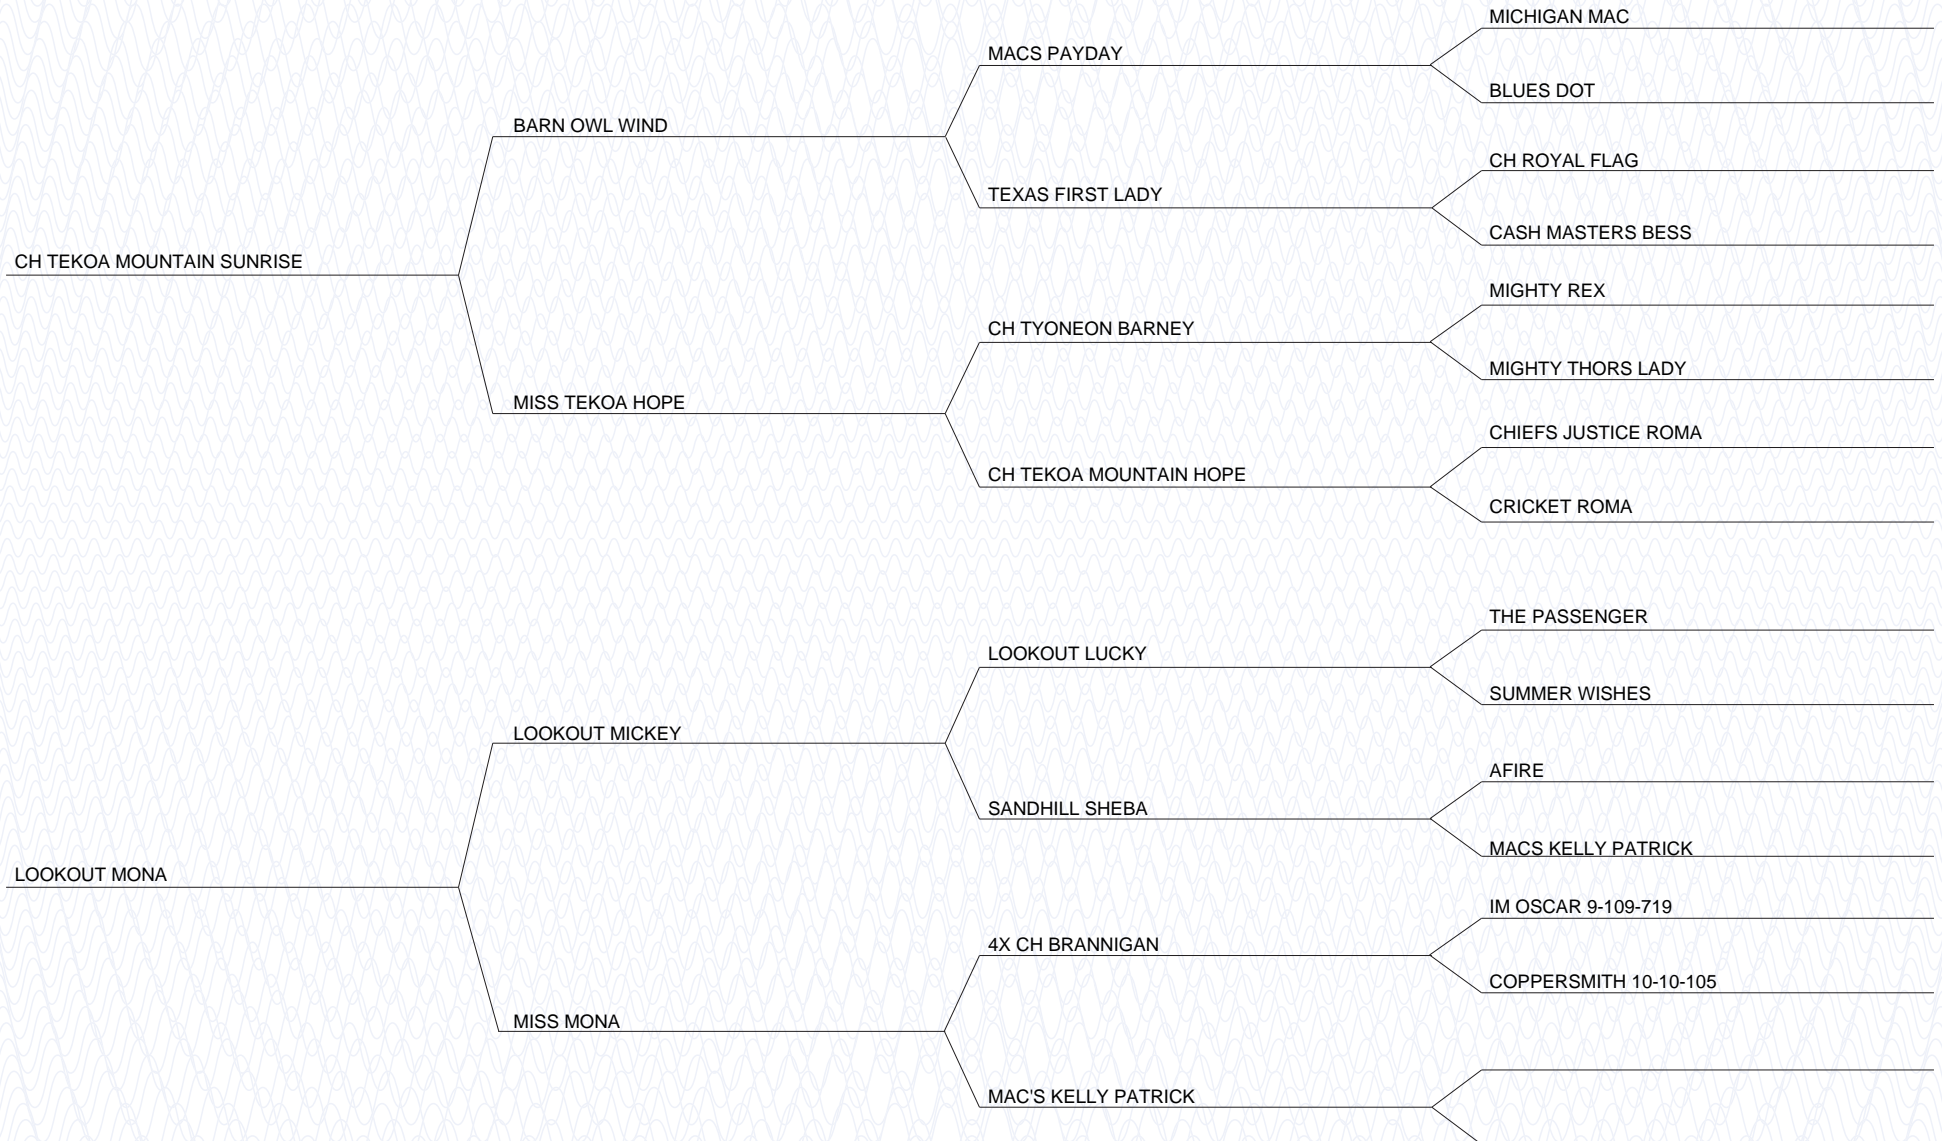 MICHIGAN MAC
MACS PAYDAY
BLUES DOT
BARN OWL WIND
CH ROYAL FLAG
TEXAS FIRST LADY
CASH MASTERS BESS
CH TEKOA MOUNTAIN SUNRISE
MIGHTY REX
CH TYONEON BARNEY
MIGHTY THORS LADY
MISS TEKOA HOPE
CHIEFS JUSTICE ROMA
CH TEKOA MOUNTAIN HOPE
CRICKET ROMA
THE PASSENGER
LOOKOUT LUCKY
SUMMER WISHES
LOOKOUT MICKEY
AFIRE
SANDHILL SHEBA
MACS KELLY PATRICK
LOOKOUT MONA
IM OSCAR 9-109-719
4X CH BRANNIGAN
COPPERSMITH 10-10-105
MISS MONA
MAC'S KELLY PATRICK